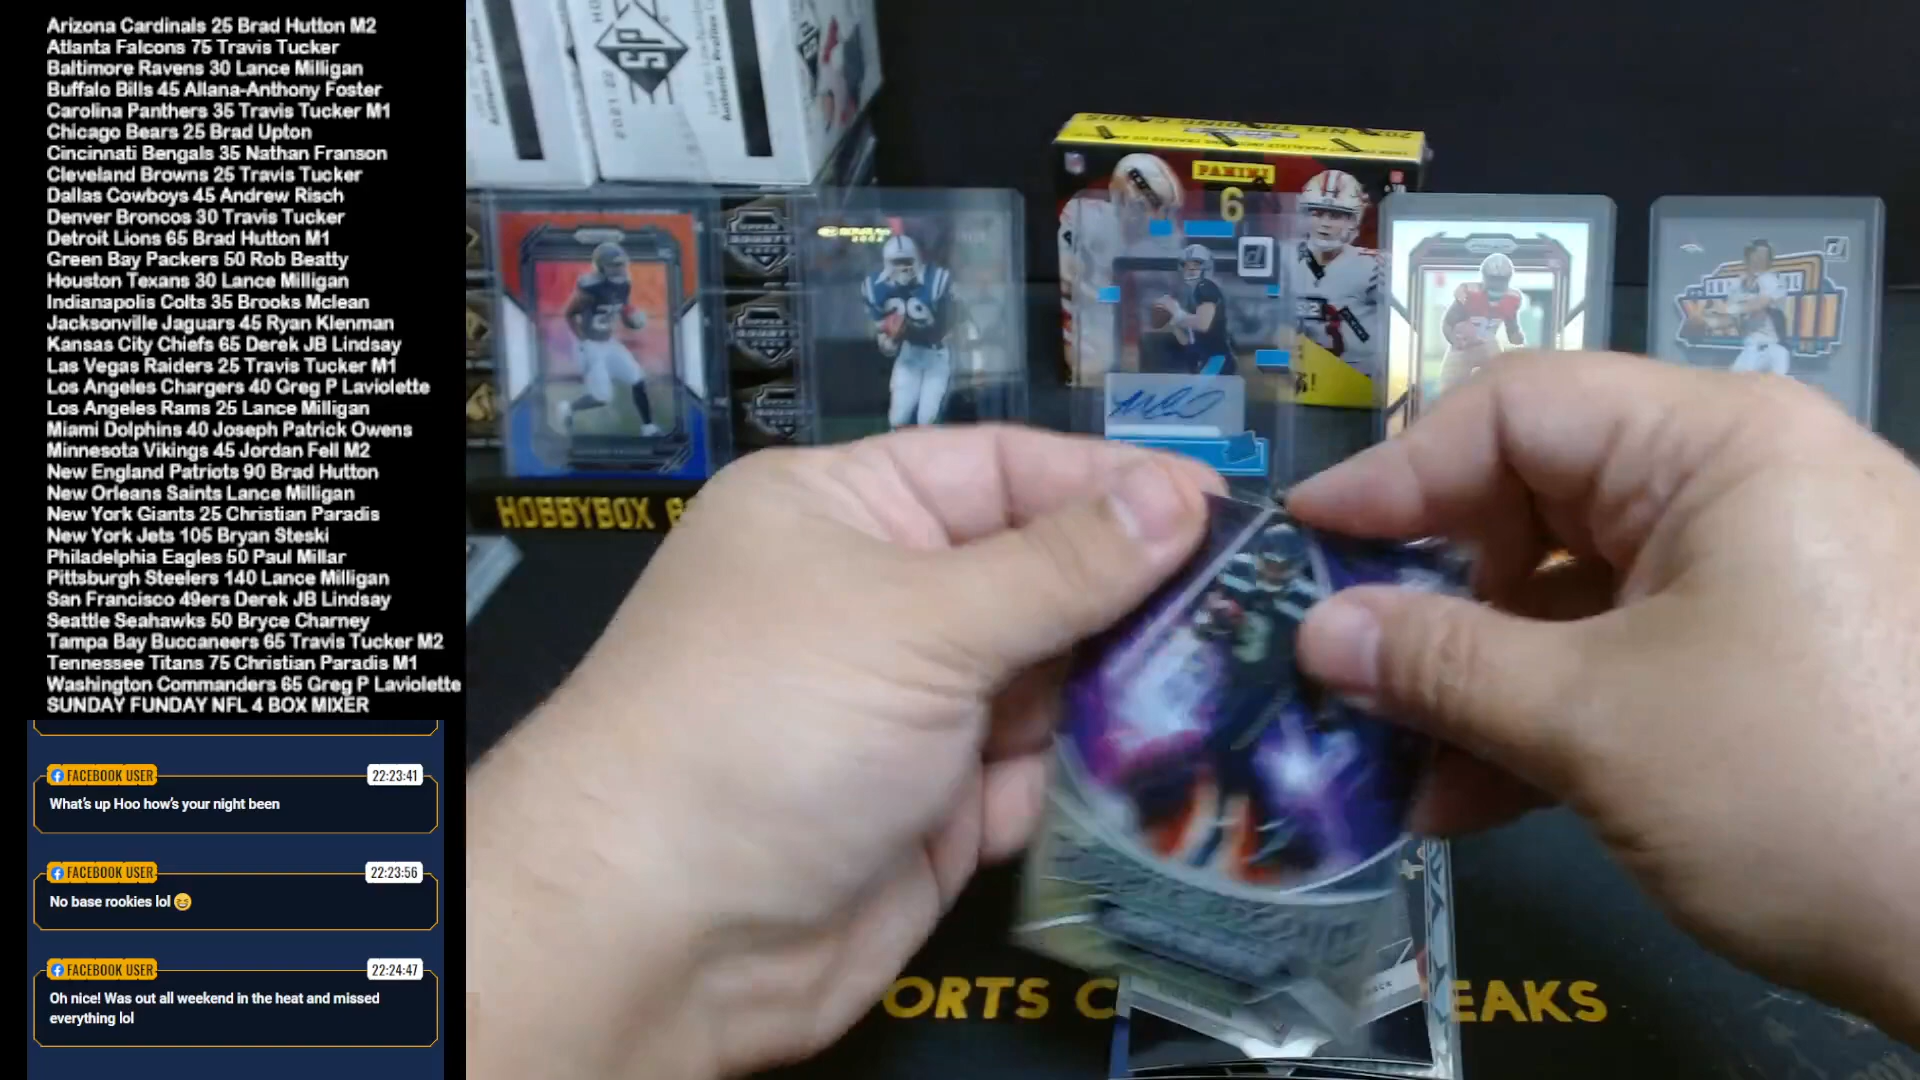 Arizona Cardinals 25 Brad Hutton M2
Atlanta Falcons 75 Travis Tucker
Baltimore Ravens 30 Lance Milligan
Buffalo Bills 45 Allana-Anthony Foster
Carolina Panthers 35 Travis Tucker M1
Chicago Bears 25 Brad Upton
Cincinnati Bengals 35 Nathan Franson
Cleveland Browns 25 Travis Tucker
Dallas Cowboys 45 Andrew Risch
Denver Broncos 30 Travis Tucker
Detroit Lions 65 Brad Hutton M1
Green Bay Packers 50 Rob Beatty
Houston Texans 30 Lance Milligan
Indianapolis Colts 35 Brooks Mclean
Jacksonville Jaguars 45 Ryan Klenman
Kansas City Chiefs 65 Derek JB Lindsay
Las Vegas Raiders 25 Travis Tucker M1
Los Angeles Chargers 40 Greg P Laviolette
Los Angeles Rams 25 Lance Milligan
Miami Dolphins 40 Joseph Patrick Owens
Minnesota Vikings 45 Jordan Fell M2
New England Patriots 90 Brad Hutton
New Orleans Saints Lance Milligan
New York Giants 25 Christian Paradis
New York Jets 105 Bryan Steski
Philadelphia Eagles 50 Paul Millar
Pittsburgh Steelers 140 Lance Milligan
San Francisco 49ers Derek JB Lindsay
Seattle Seahawks 50 Bryce Charney
Tampa Bay Buccaneers 65 Travis Tucker M2
Tennessee Titans 75 Christian Paradis M1
Washington Commanders 65 Greg P Laviolette
SUNDAY FUNDAY NFL 4 BOX MIXER
FACEBOOK USER 22:23:41
What's up Hoo how's your night been
FACEBOOK USER 22:23:56
No base rookies lol 😆
FACEBOOK USER 22:24:47
Oh nice! Was out all weekend in the heat and missed
everything lol
SP
2021-22
Authentic
PANINI
6
HOBBYBOX
ORTS C
EAKS